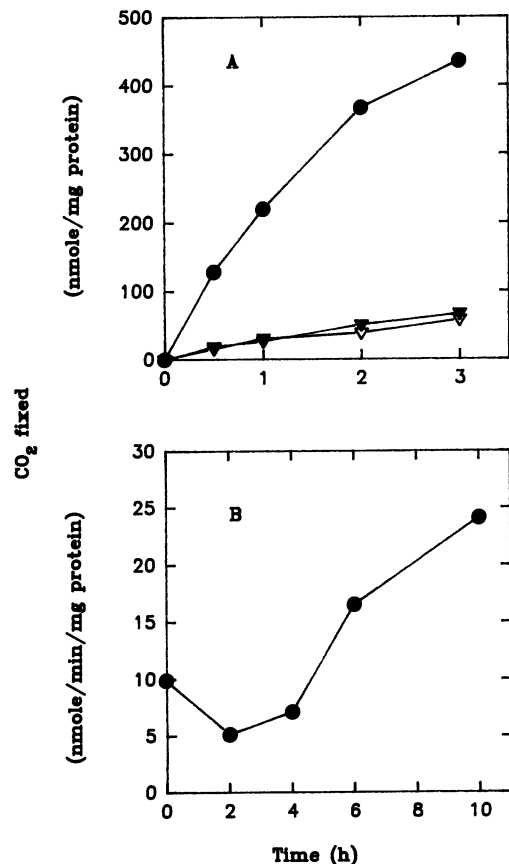 500
A
400
300
200
100
0
0 1 2 3
(nmole/mg protein)
CO₂ fixed
30
B
25
20
15
10
5
0
0 2 4 6 8 10
(nmole/min/mg protein)
Time (h)